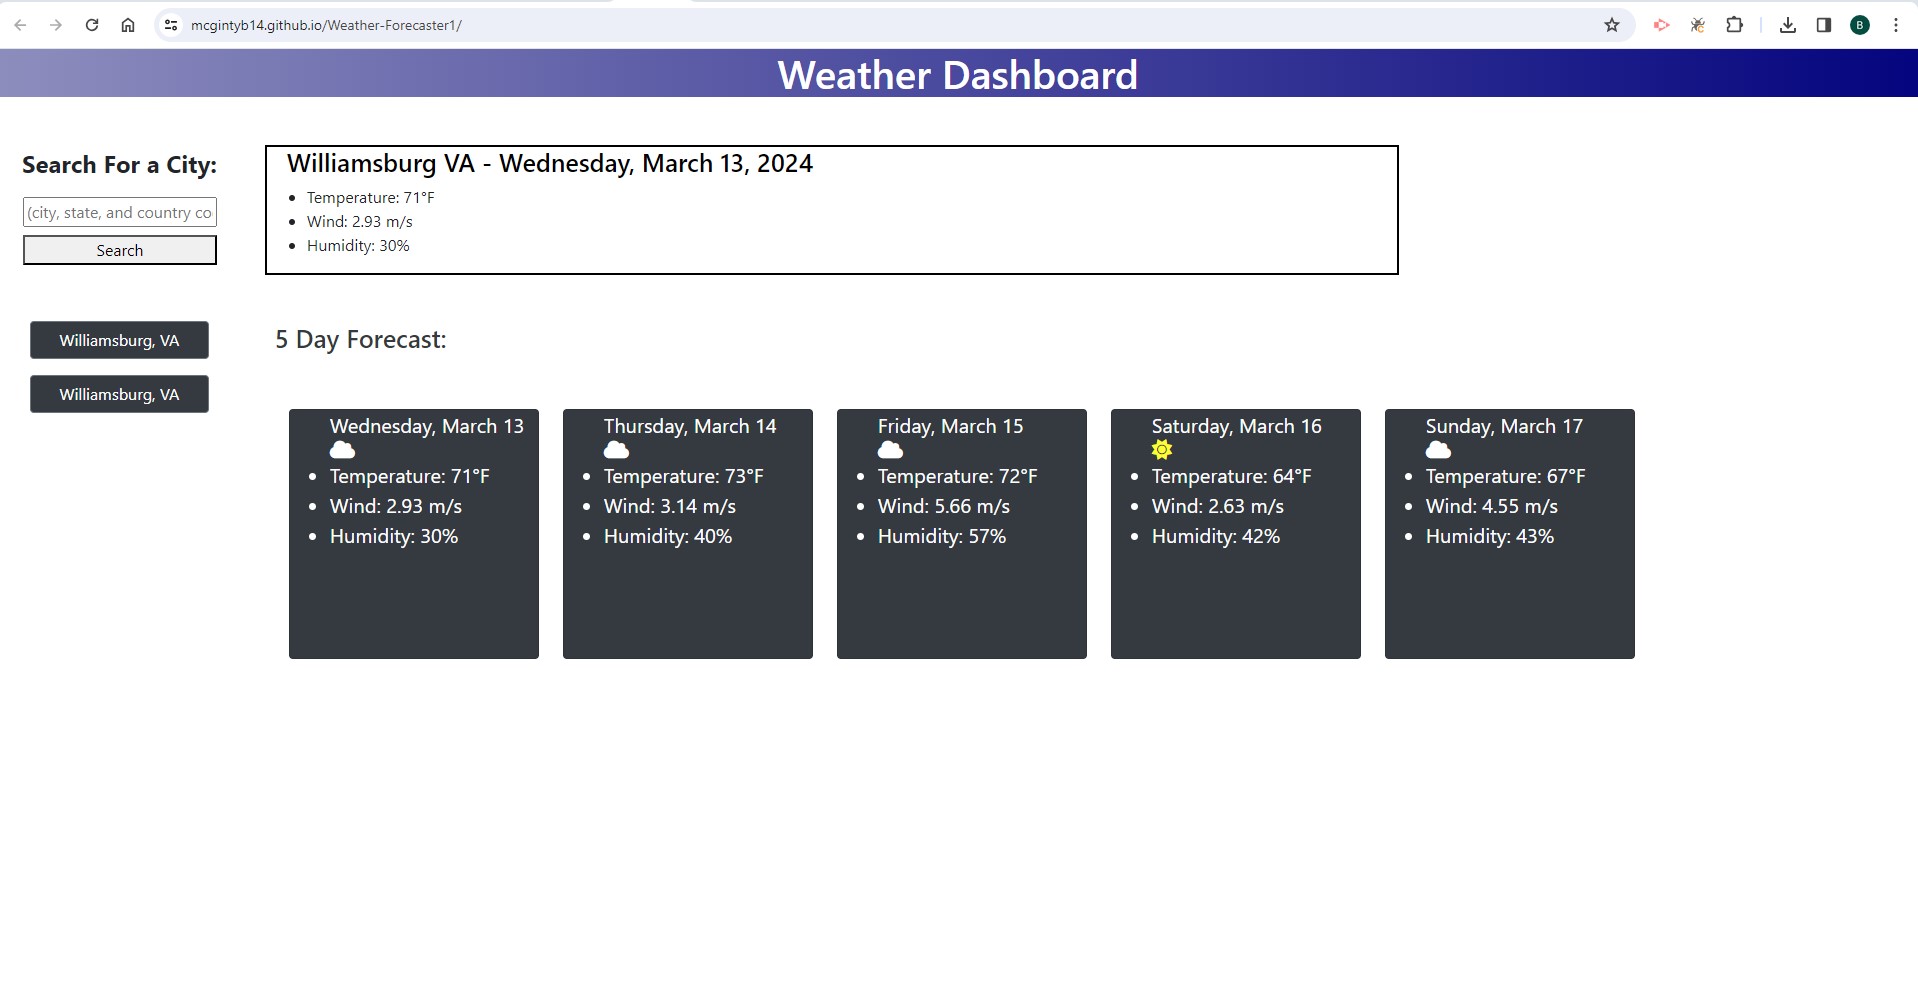 mcgintyb14.github.io/Weather-Forecaster1/
B
Weather Dashboard
Search For a City:
(city, state, and country co
Search
Williamsburg, VA
Williamsburg, VA
Williamsburg VA - Wednesday, March 13, 2024
Temperature: 71°F
Wind: 2.93 m/s
Humidity: 30%
5 Day Forecast:
Wednesday, March 13
Temperature: 71°F
Wind: 2.93 m/s
Humidity: 30%
Thursday, March 14
Temperature: 73°F
Wind: 3.14 m/s
Humidity: 40%
Friday, March 15
Temperature: 72°F
Wind: 5.66 m/s
Humidity: 57%
Saturday, March 16
Temperature: 64°F
Wind: 2.63 m/s
Humidity: 42%
Sunday, March 17
Temperature: 67°F
Wind: 4.55 m/s
Humidity: 43%